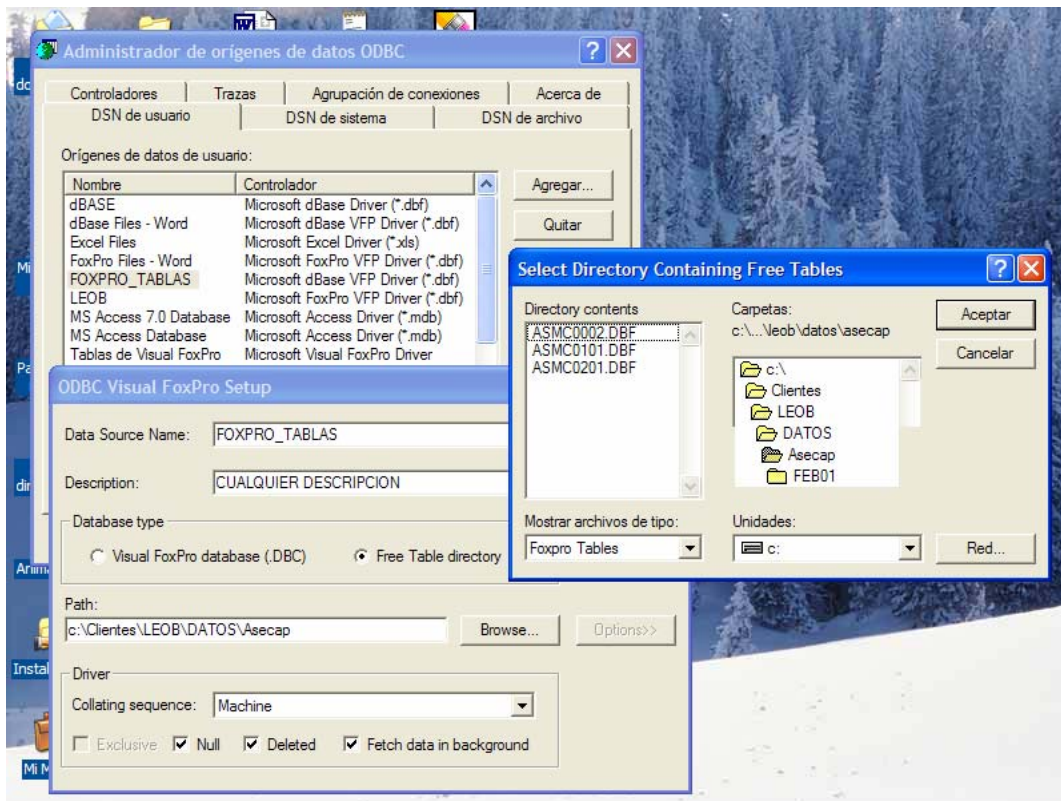 Administrador de orígenes de datos ODBC
Controladores
Trazas
Agrupación de conexiones
Acerca de
DSN de usuario
DSN de sistema
DSN de archivo
Orígenes de datos de usuario:
Nombre Controlador
dBASE Microsoft dBase Driver (*.dbf)
dBase Files - Word Microsoft dBase VFP Driver (*.dbf)
Excel Files Microsoft Excel Driver (*.xls)
FoxPro Files - Word Microsoft FoxPro VFP Driver (*.dbf)
FOXPRO_TABLAS Microsoft dBase VFP Driver (*.dbf)
LEOB Microsoft FoxPro VFP Driver (*.dbf)
MS Access 7.0 Database Microsoft Access Driver (*.mdb)
MS Access Database Microsoft Access Driver (*.mdb)
Tablas de Visual FoxPro Microsoft Visual FoxPro Driver
Agregar...
Quitar
Select Directory Containing Free Tables
Directory contents
ASMC0002.DBF
ASMC0101.DBF
ASMC0201.DBF
Carpetas:
c:\...\leob\datos\asecap
c:\
Clientes
LEOB
DATOS
Asecap
FEB01
Aceptar
Cancelar
Mostrar archivos de tipo:
Foxpro Tables
Unidades:
c:
Red...
ODBC Visual FoxPro Setup
Data Source Name: FOXPRO_TABLAS
Description: CUALQUIER DESCRIPCION
Database type
Visual FoxPro database (.DBC)
Free Table directory
Path:
c:\Clientes\LEOB\DATOS\Asecap
Browse...
Options>>
Driver
Collating sequence: Machine
Exclusive Null Deleted Fetch data in background